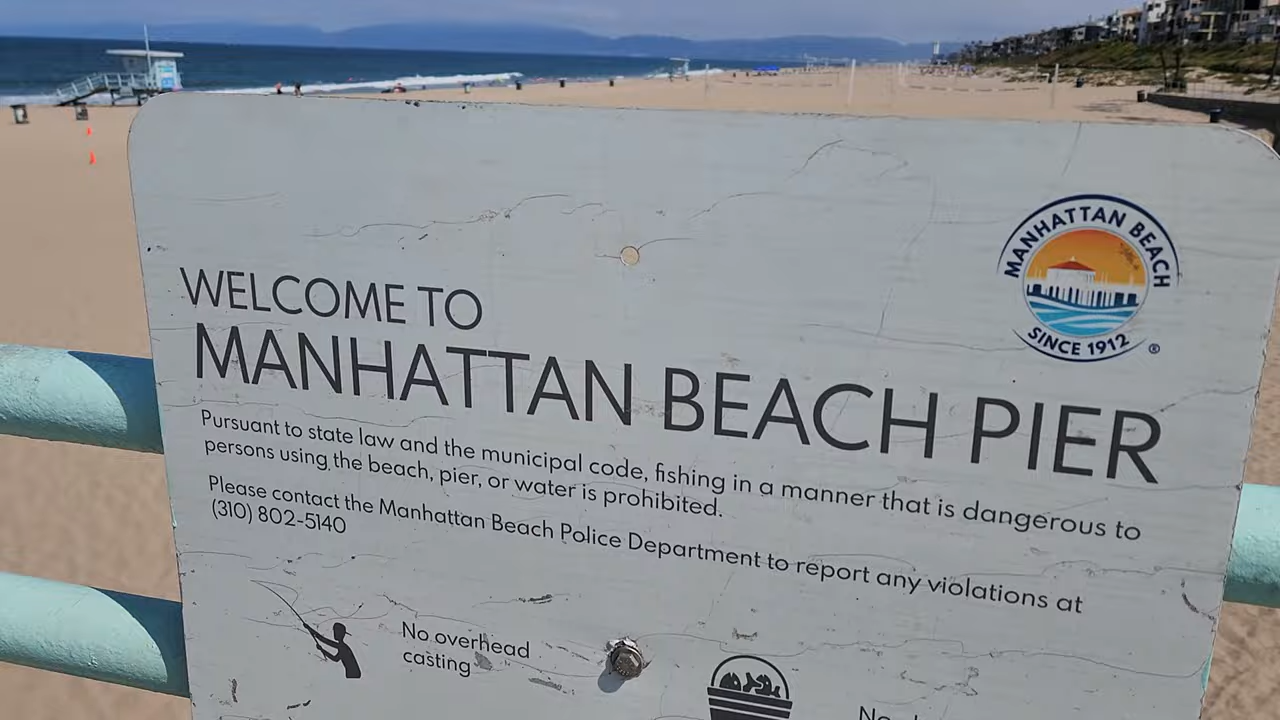 MANHATTAN BEACH
SINCE 1912
®
WELCOME TO
MANHATTAN BEACH PIER
Pursuant to state law and the municipal code, fishing in a manner that is dangerous to
persons using the beach, pier, or water is prohibited.
Please contact the Manhattan Beach Police Department to report any violations at
(310) 802-5140
No overhead
casting